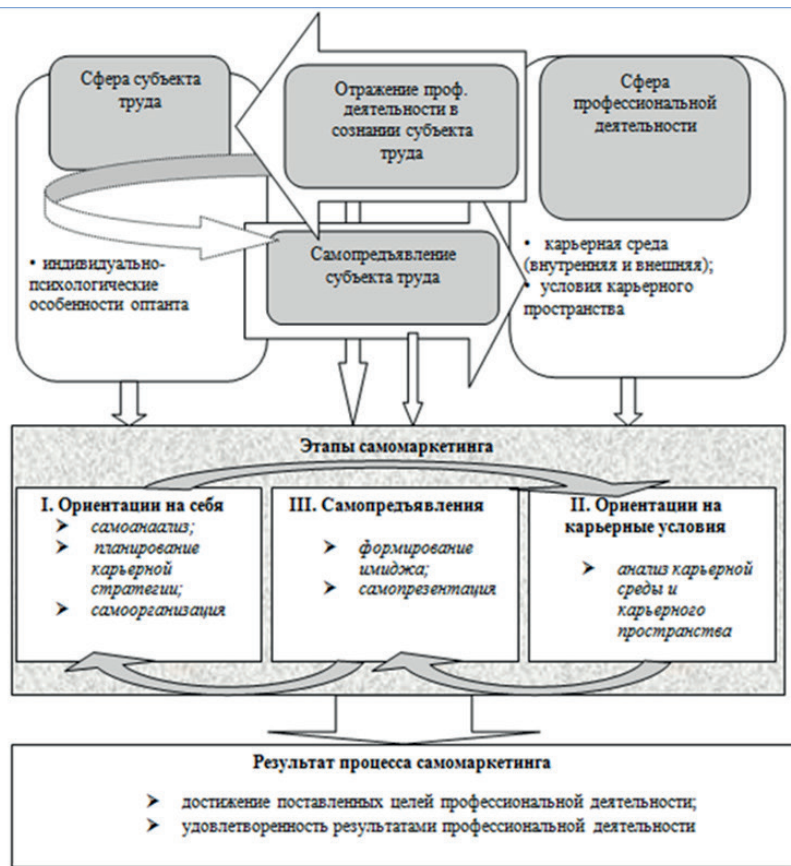 Сфера субъекта
труда
Отражение проф.
деятельности в
сознании субъекта
труда
Сфера
профессиональной
деятельности
• индивидуально-
психологические
особенности оптанта
Самопредъявление
субъекта труда
• карьерная среда
(внутренняя и внешняя);
• условия карьерного
пространства
Этапы самомаркетинга
I. Ориентации на себя
➢ самоанаализ;
➢ планирование
карьерной
стратегии;
➢ самоорганизация
III. Самопредъявления
➢ формирование
имиджа;
➢ самопрезентация
II. Ориентации на
карьерные условия
➢ анализ карьерной
среды и
карьерного
пространства
Результат процесса самомаркетинга
➢ достижение поставленных целей профессиональной деятельности;
➢ удовлетворенность результатами профессиональной деятельности